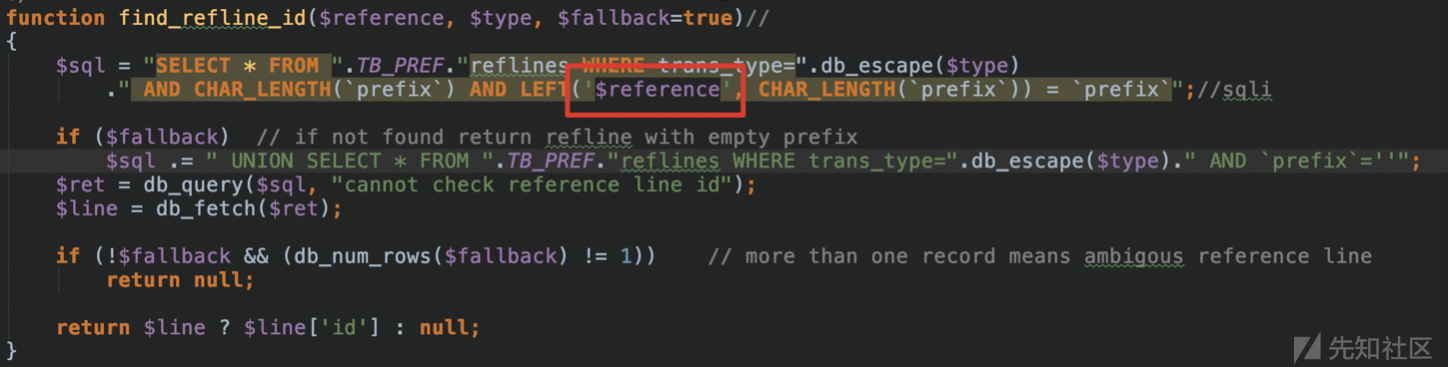 function find_refline_id($reference, $type, $fallback=true)//
{
    $sql = "SELECT * FROM ".TB_PREF."reflines WHERE trans_type=".db_escape($type)
        ." AND CHAR_LENGTH(`prefix`) AND LEFT('$reference', CHAR_LENGTH(`prefix`)) = `prefix`";//sqli
    if ($fallback)  // if not found return refline with empty prefix
        $sql .= " UNION SELECT * FROM ".TB_PREF."reflines WHERE trans_type=".db_escape($type)." AND `prefix`=''";
    $ret = db_query($sql, "cannot check reference line id");
    $line = db_fetch($ret);
    if (!$fallback && (db_num_rows($fallback) != 1))    // more than one record means ambigous reference line
        return null;
    return $line ? $line['id'] : null;
}
先知社区